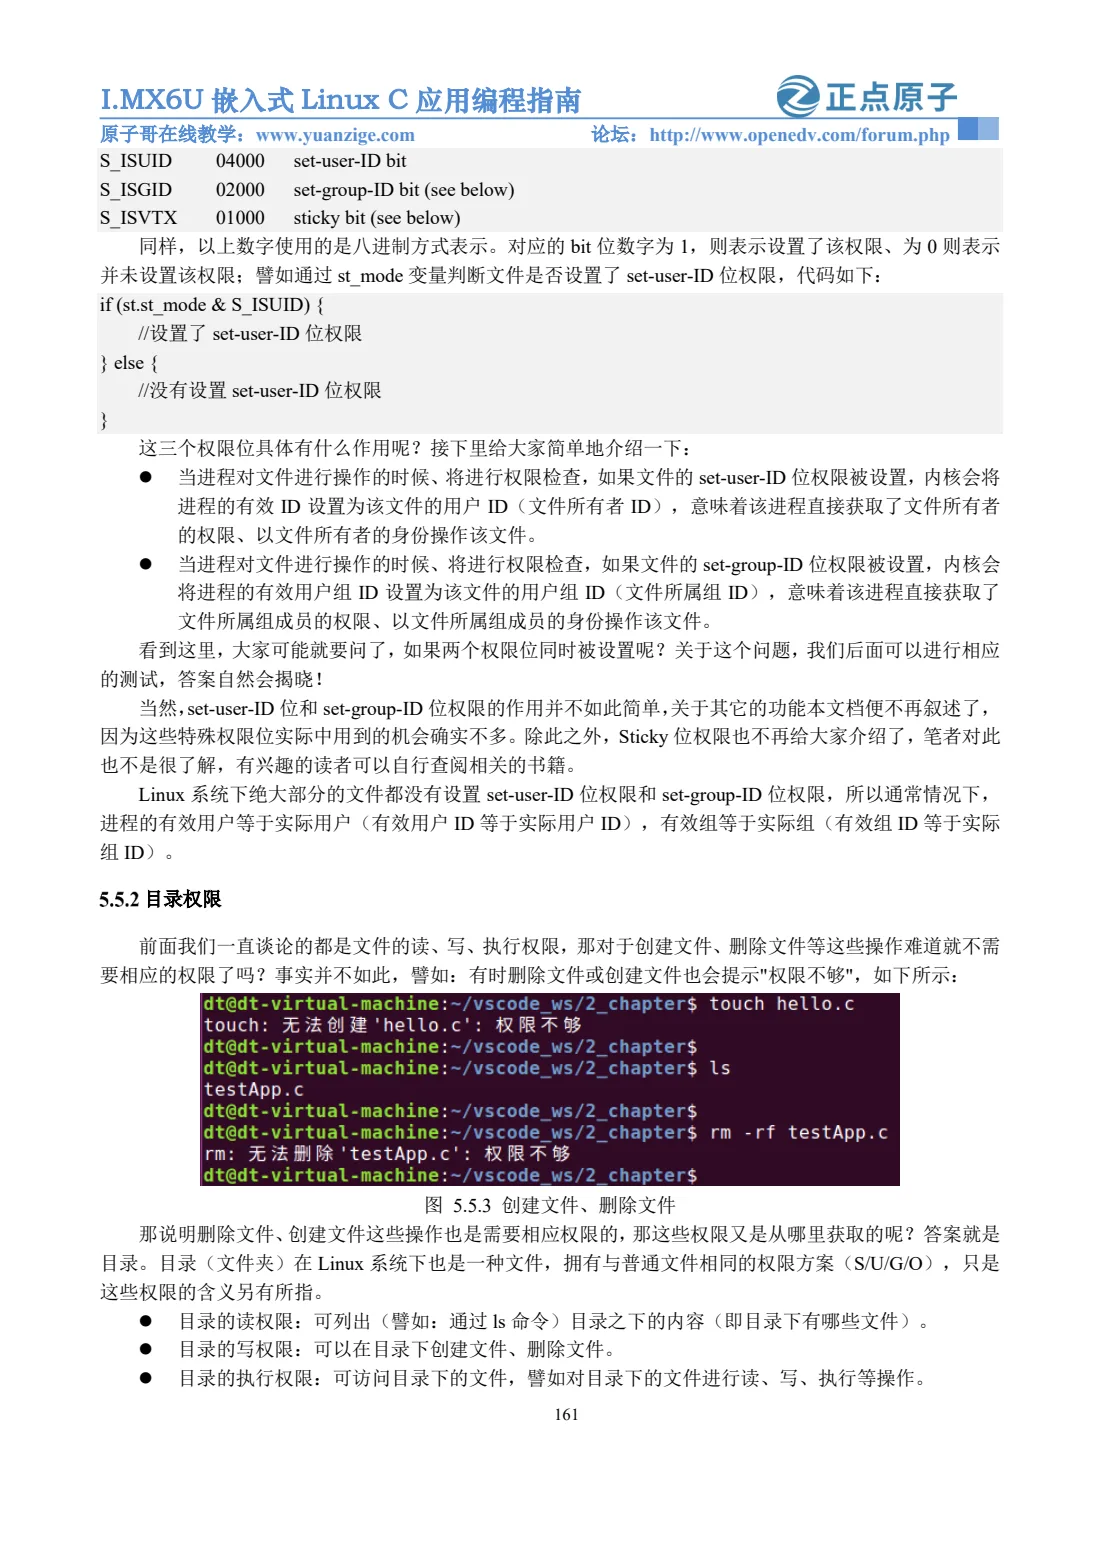 I.MX6U 嵌入式 Linux C 应用编程指南
正点原子
原子哥在线教学：www.yuanzige.com 论坛：http://www.openedv.com/forum.php
S_ISUID 04000 set-user-ID bit
S_ISGID 02000 set-group-ID bit (see below)
S_ISVTX 01000 sticky bit (see below)
同样，以上数字使用的是八进制方式表示。对应的 bit 位数字为 1，则表示设置了该权限、为 0 则表示
并未设置该权限；譬如通过 st_mode 变量判断文件是否设置了 set-user-ID 位权限，代码如下：
if (st.st_mode & S_ISUID) {
//设置了 set-user-ID 位权限
} else {
//没有设置 set-user-ID 位权限
}
这三个权限位具体有什么作用呢？接下里给大家简单地介绍一下：
● 当进程对文件进行操作的时候、将进行权限检查，如果文件的 set-user-ID 位权限被设置，内核会将
进程的有效 ID 设置为该文件的用户 ID（文件所有者 ID），意味着该进程直接获取了文件所有者
的权限、以文件所有者的身份操作该文件。
● 当进程对文件进行操作的时候、将进行权限检查，如果文件的 set-group-ID 位权限被设置，内核会
将进程的有效用户组 ID 设置为该文件的用户组 ID（文件所属组 ID），意味着该进程直接获取了
文件所属组成员的权限、以文件所属组成员的身份操作该文件。
看到这里，大家可能就要问了，如果两个权限位同时被设置呢？关于这个问题，我们后面可以进行相应
的测试，答案自然会揭晓！
当然，set-user-ID 位和 set-group-ID 位权限的作用并不如此简单，关于其它的功能本文档便不再叙述了，
因为这些特殊权限位实际中用到的机会确实不多。除此之外，Sticky 位权限也不再给大家介绍了，笔者对此
也不是很了解，有兴趣的读者可以自行查阅相关的书籍。
Linux 系统下绝大部分的文件都没有设置 set-user-ID 位权限和 set-group-ID 位权限，所以通常情况下，
进程的有效用户等于实际用户（有效用户 ID 等于实际用户 ID），有效组等于实际组（有效组 ID 等于实际
组 ID）。
5.5.2 目录权限
前面我们一直谈论的都是文件的读、写、执行权限，那对于创建文件、删除文件等这些操作难道就不需
要相应的权限了吗？事实并不如此，譬如：有时删除文件或创建文件也会提示"权限不够"，如下所示：
dt@dt-virtual-machine:~/vscode_ws/2_chapter$ touch hello.c
touch: 无法创建'hello.c': 权限不够
dt@dt-virtual-machine:~/vscode_ws/2_chapter$
dt@dt-virtual-machine:~/vscode_ws/2_chapter$ ls
testApp.c
dt@dt-virtual-machine:~/vscode_ws/2_chapter$
dt@dt-virtual-machine:~/vscode_ws/2_chapter$ rm -rf testApp.c
rm: 无法删除'testApp.c': 权限不够
dt@dt-virtual-machine:~/vscode_ws/2_chapter$
图 5.5.3 创建文件、删除文件
那说明删除文件、创建文件这些操作也是需要相应权限的，那这些权限又是从哪里获取的呢？答案就是
目录。目录（文件夹）在 Linux 系统下也是一种文件，拥有与普通文件相同的权限方案（S/U/G/O），只是
这些权限的含义另有所指。
● 目录的读权限：可列出（譬如：通过 ls 命令）目录之下的内容（即目录下有哪些文件）。
● 目录的写权限：可以在目录下创建文件、删除文件。
● 目录的执行权限：可访问目录下的文件，譬如对目录下的文件进行读、写、执行等操作。
161